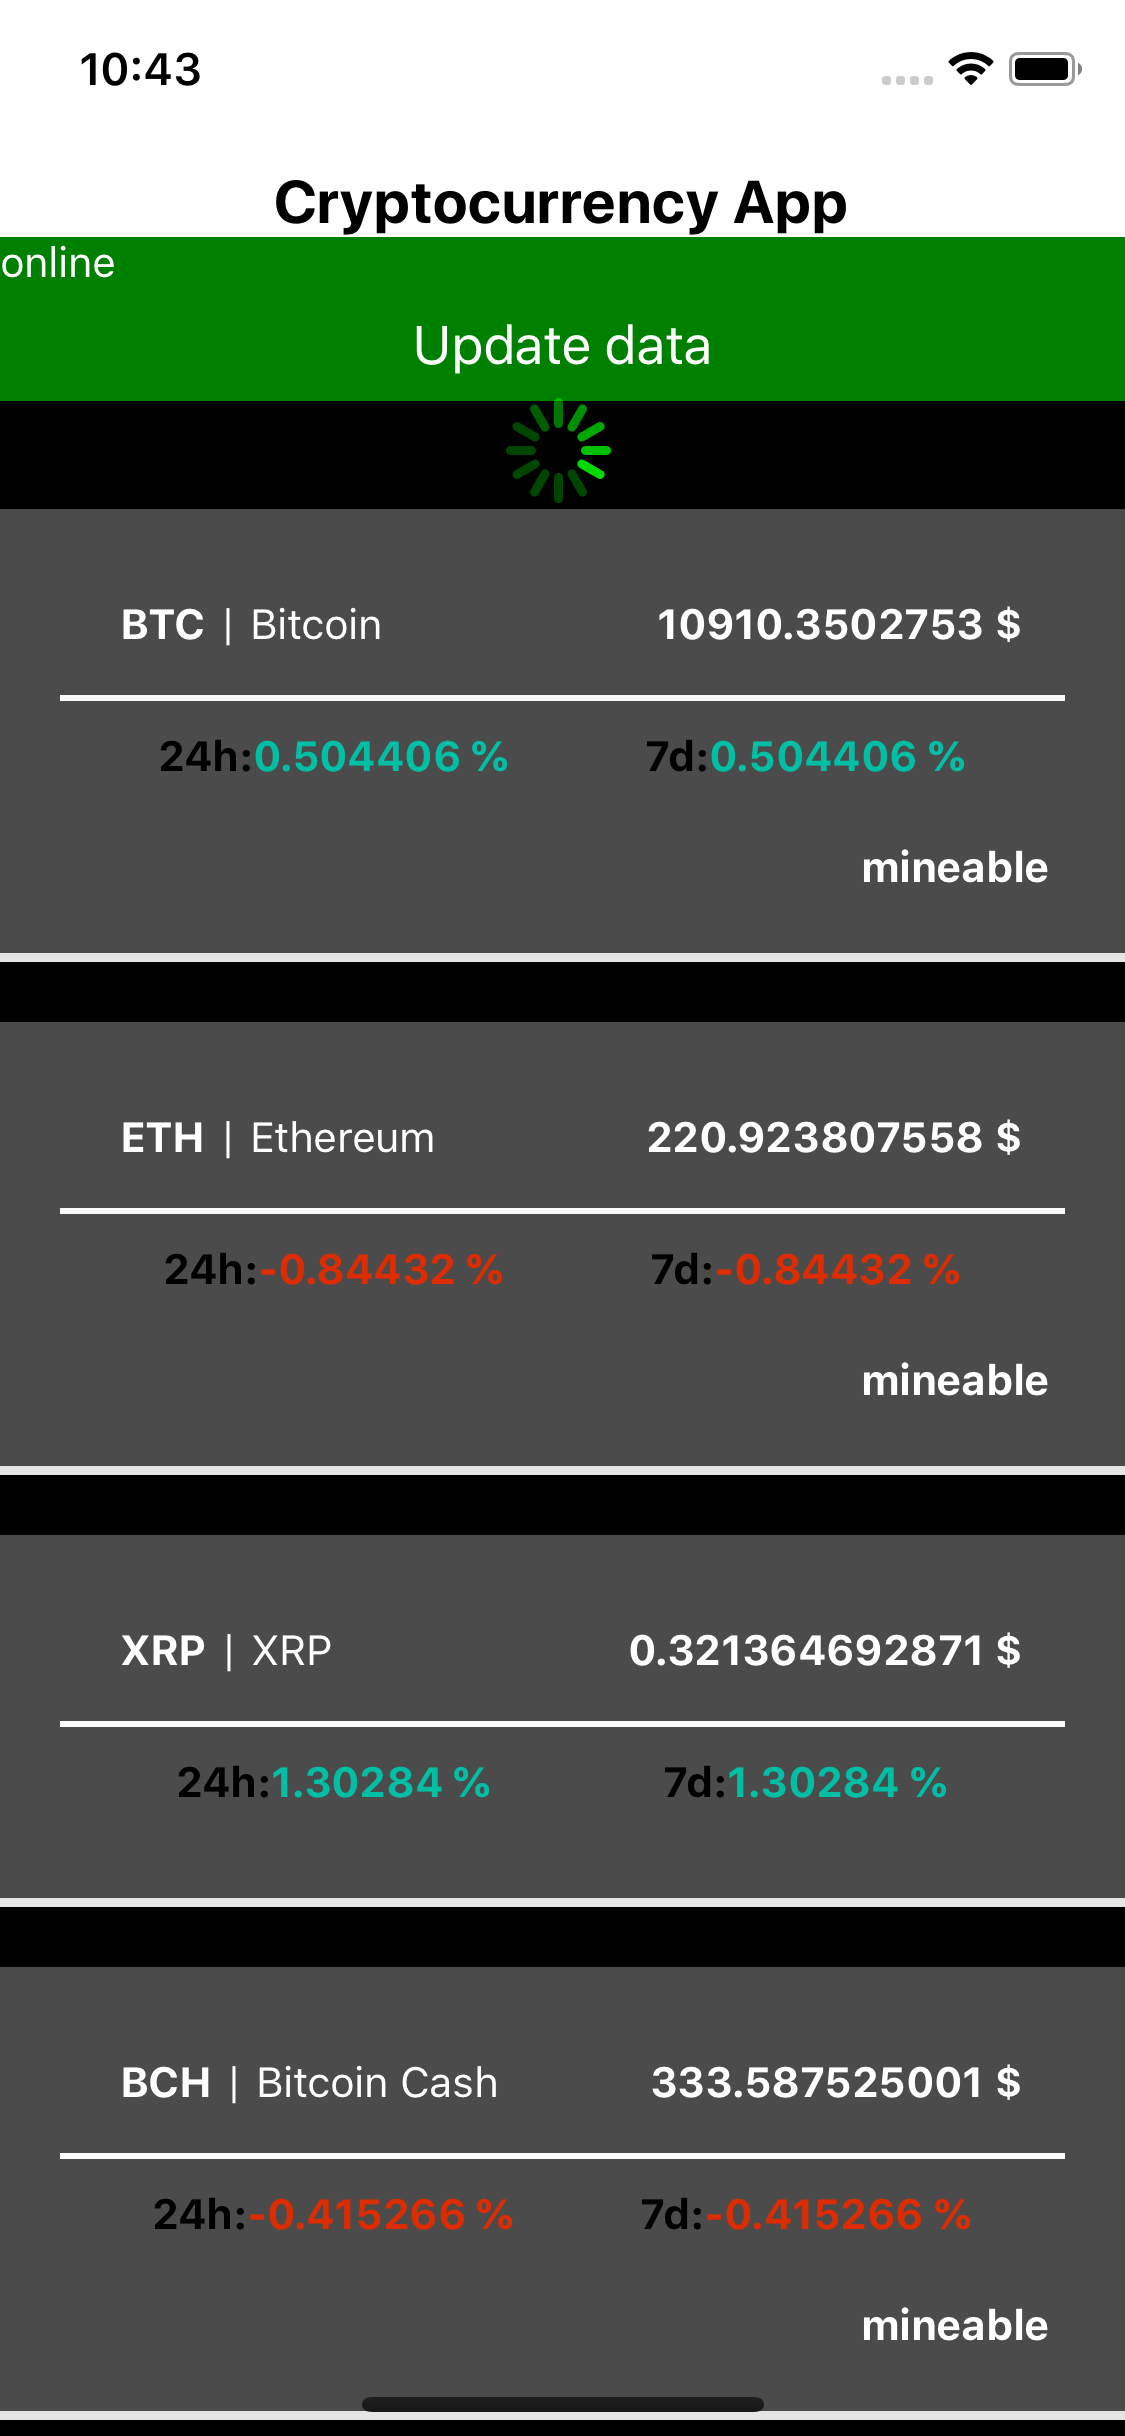 10:43
Cryptocurrency App
online
Update data
BTC | Bitcoin 10910.3502753 $
24h:0.504406 % 7d:0.504406 %
mineable
ETH | Ethereum 220.923807558 $
24h:-0.84432 % 7d:-0.84432 %
mineable
XRP | XRP 0.321364692871 $
24h:1.30284 % 7d:1.30284 %
BCH | Bitcoin Cash 333.587525001 $
24h:-0.415266 % 7d:-0.415266 %
mineable